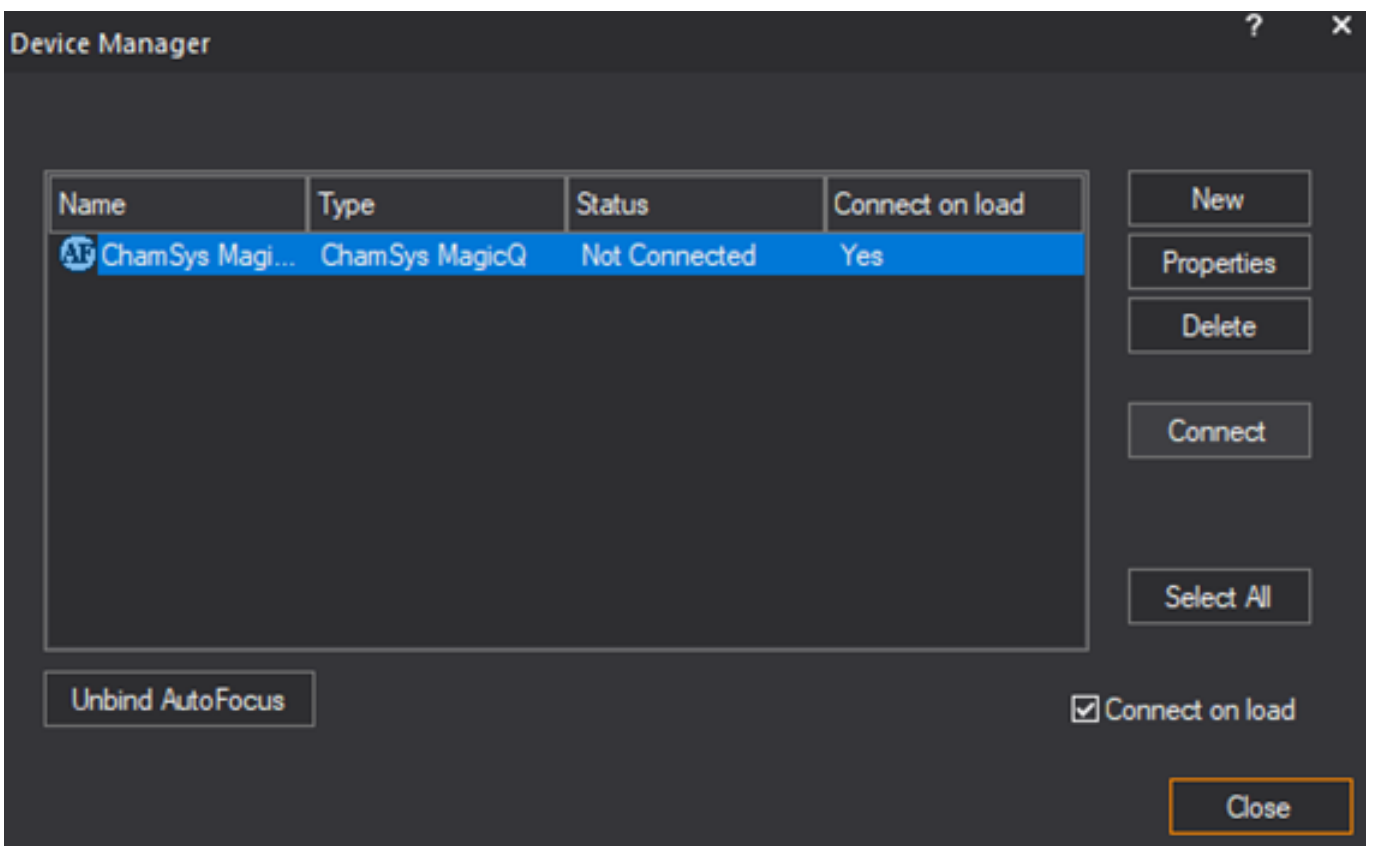 ? ×
Device Manager
Name Type Status Connect on load New
AF ChamSys Magi... ChamSys MagicQ Not Connected Yes Properties
Delete
Connect
Select All
Unbind AutoFocus Connect on load
Close